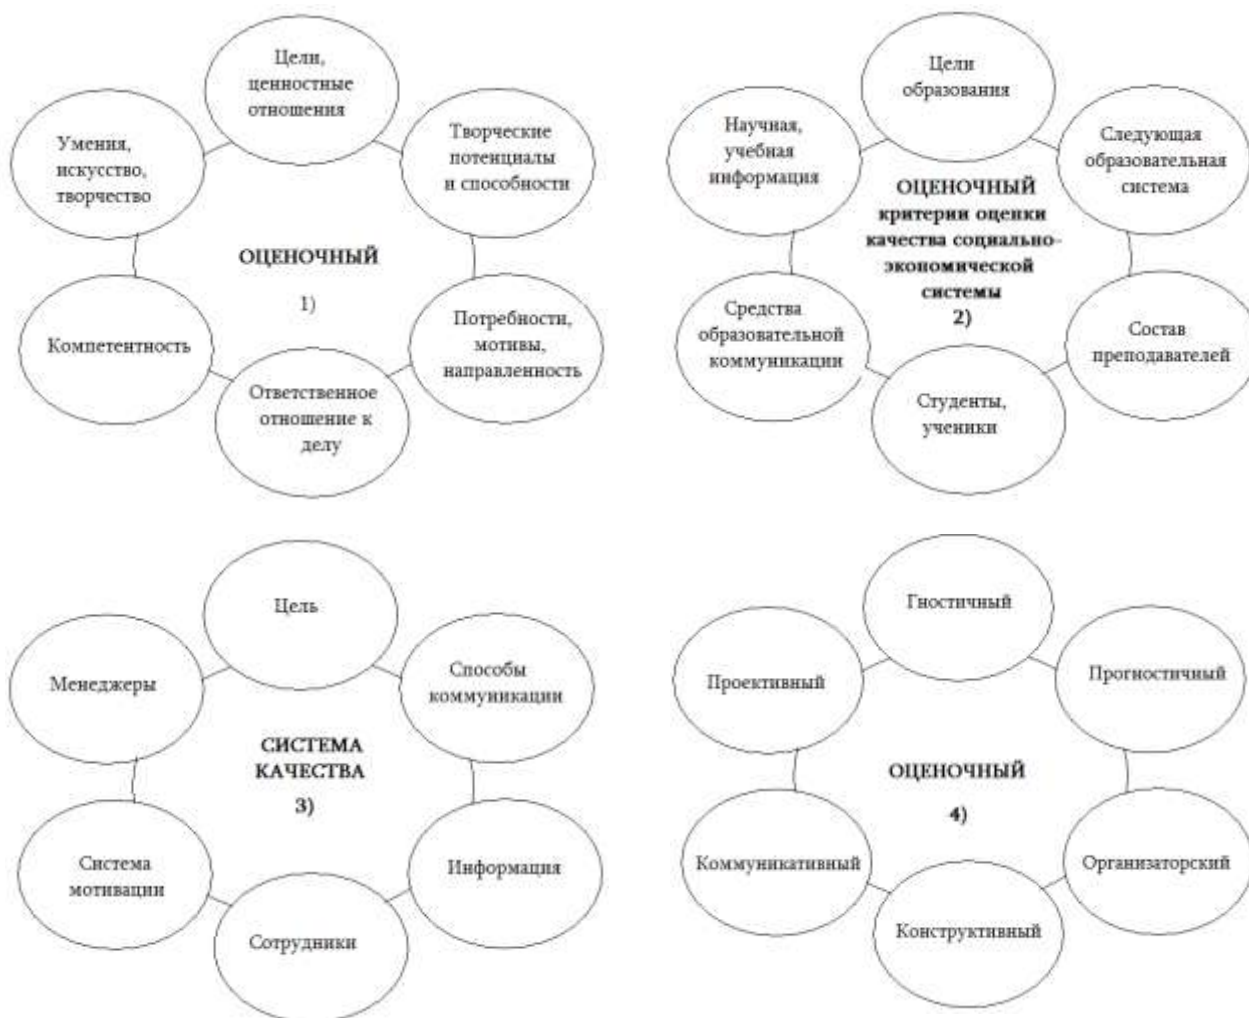 Цели,
ценностные
отношения
Творческие
потенциалы
и способности
Потребности,
мотивы,
направленность
Ответственное
отношение к
делу
Компетентность
Умения,
искусство,
творчество
ОЦЕНОЧНЫЙ
1)
Цели
образования
Следующая
образовательная
система
Состав
преподавателей
Студенты,
ученики
Средства
образовательной
коммуникации
Научная,
учебная
информация
ОЦЕНОЧНЫЙ
критерии оценки
качества социально-
экономической
системы
2)
Цель
Способы
коммуникации
Информация
Сотрудники
Система
мотивации
Менеджеры
СИСТЕМА
КАЧЕСТВА
3)
Гностичный
Прогностичный
Организаторский
Конструктивный
Коммуникативный
Проективный
ОЦЕНОЧНЫЙ
4)